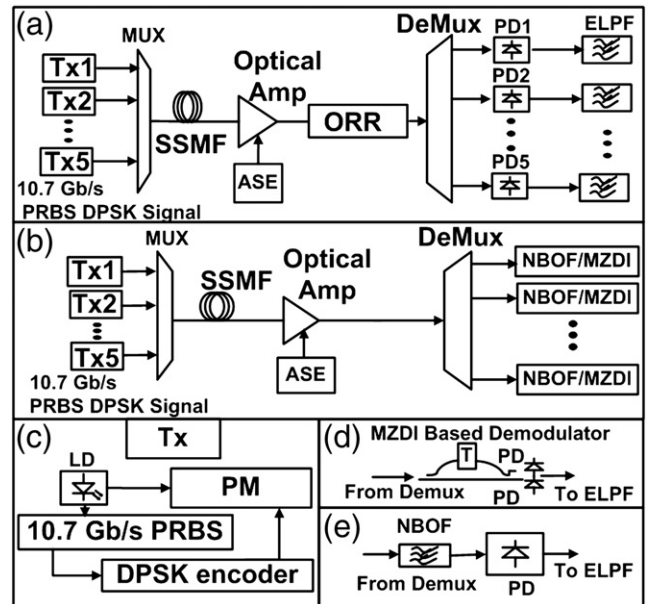 (a)
MUX
DeMux
PD1
ELPF
Tx1
Optical
Amp
PD2
Tx2
ORR
SSMF
Tx5
ASE
PD5
10.7 Gb/s
PRBS DPSK Signal
(b)
MUX
DeMux
Optical
Amp
NBOF/MZDI
Tx1
SSMF
NBOF/MZDI
Tx2
Tx5
ASE
NBOF/MZDI
10.7 Gb/s
PRBS DPSK Signal
(c)
Tx
LD
PM
10.7 Gb/s PRBS
DPSK encoder
(d)
MZDI Based Demodulator
T
PD
From Demux
PD
To ELPF
(e)
NBOF
From Demux
PD
To ELPF